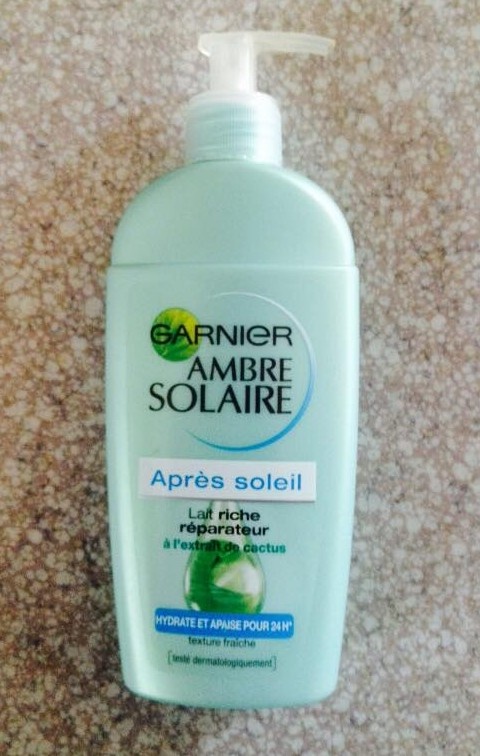 GARNIER
AMBRE
SOLAIRE
Après soleil
Lait riche
réparateur
à l'extrait de cactus
HYDRATE ET APAISE POUR 24 H*
texture fraîche
[testé dermatologiquement]